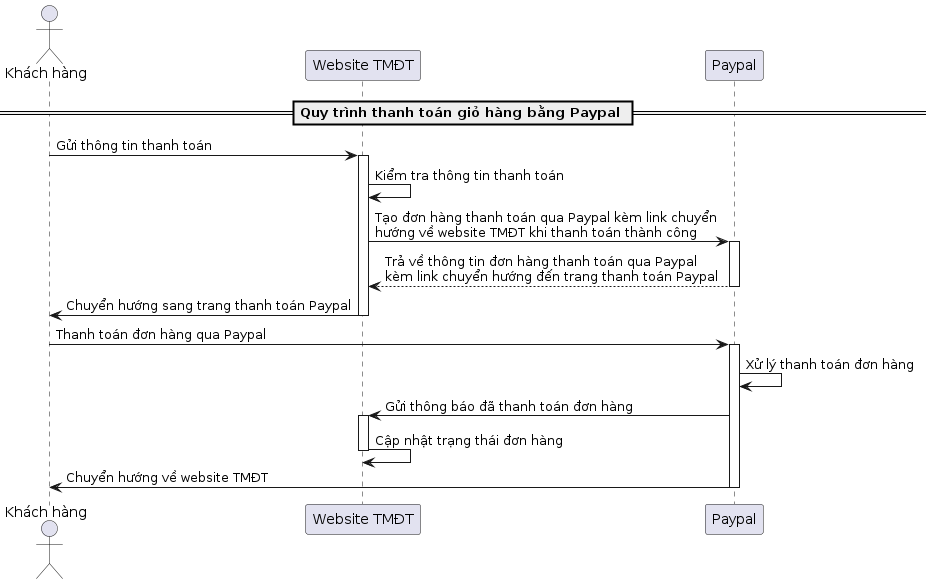 Khách hàng
Website TMĐT
Paypal
Quy trình thanh toán giỏ hàng bằng Paypal
Gửi thông tin thanh toán
Kiểm tra thông tin thanh toán
Tạo đơn hàng thanh toán qua Paypal kèm link chuyển
hướng về website TMĐT khi thanh toán thành công
Trả về thông tin đơn hàng thanh toán qua Paypal
kèm link chuyển hướng đến trang thanh toán Paypal
Chuyển hướng sang trang thanh toán Paypal
Thanh toán đơn hàng qua Paypal
Xử lý thanh toán đơn hàng
Gửi thông báo đã thanh toán đơn hàng
Cập nhật trạng thái đơn hàng
Chuyển hướng về website TMĐT
Khách hàng
Website TMĐT
Paypal